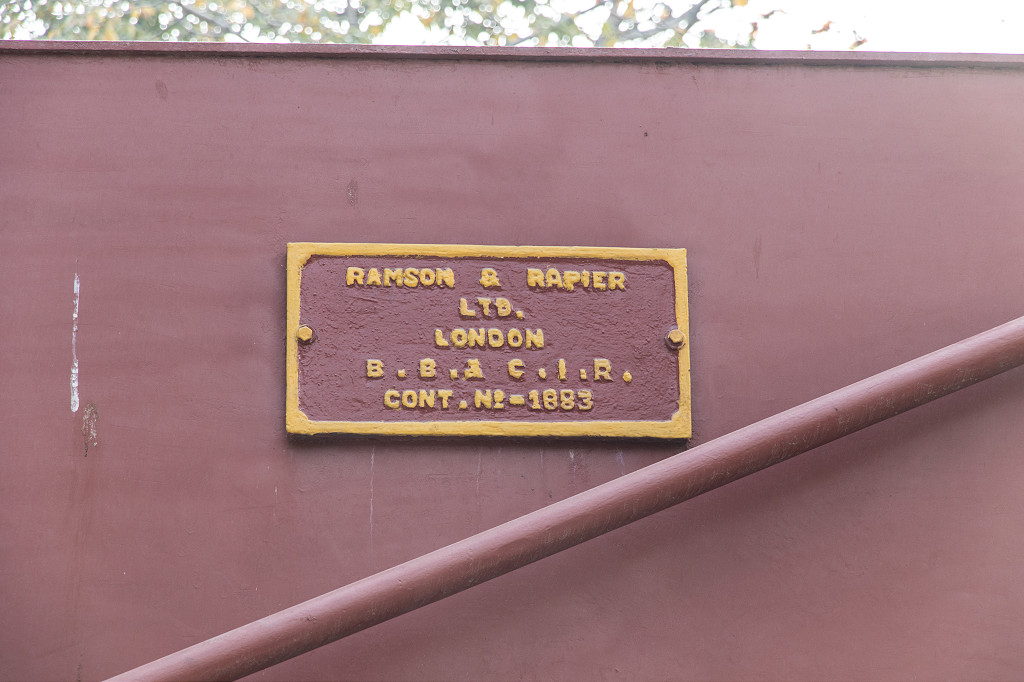 RAMSON & RAPIER
LTD.
LONDON
B.B.& C.I.R.
CONT.Nº-1883